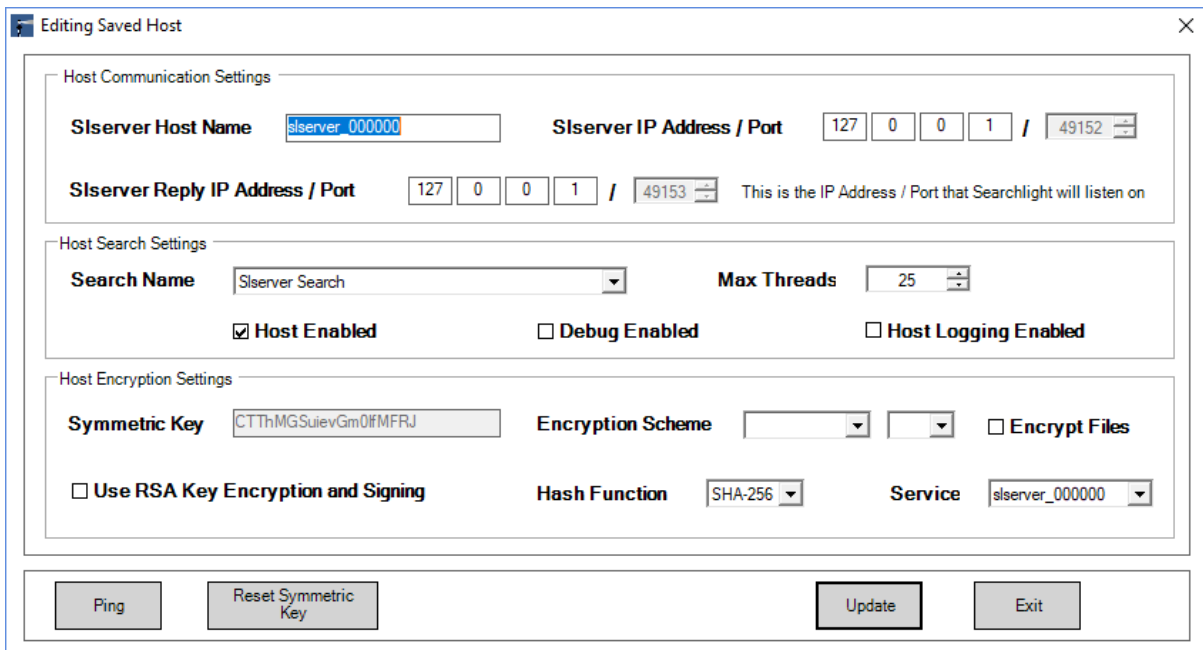 Editing Saved Host
Host Communication Settings
Slserver Host Name slserver_000000 Slserver IP Address / Port 127 0 0 1 / 49152
Slserver Reply IP Address / Port 127 0 0 1 / 49153 This is the IP Address / Port that Searchlight will listen on
Host Search Settings
Search Name Slserver Search Max Threads 25
Host Enabled Debug Enabled Host Logging Enabled
Host Encryption Settings
Symmetric Key CTThMGSuievGm0lfMFRJ Encryption Scheme Encrypt Files
Use RSA Key Encryption and Signing Hash Function SHA-256 Service slserver_000000
Ping Reset Symmetric Key Update Exit